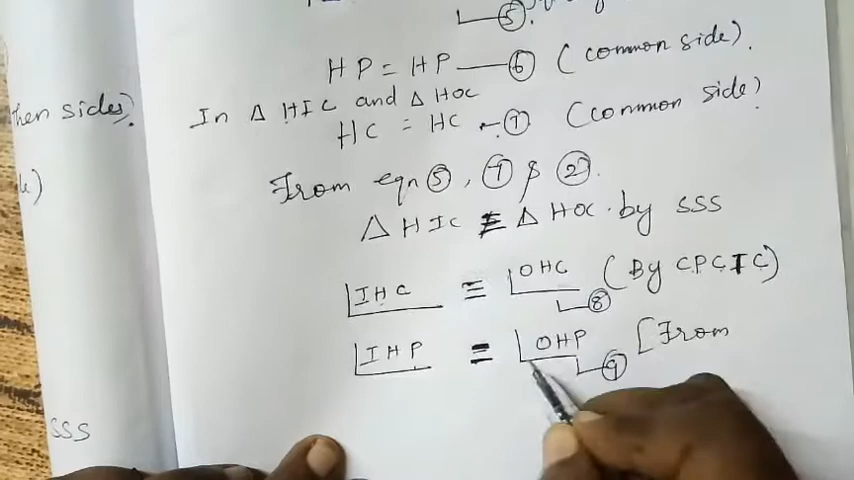 ⑤.
HP = HP — ⑥ (common side).
In Δ HIC and Δ HOC
HC = HC — ⑦ (common side).
From eqn ⑤, ⑦ & ②.
Δ HIC ≡ Δ HOC. by SSS
∠IHC ≡ ∠OHC (By CPCTC)
⑧
∠IHP ≡ ∠OHP [From
⑨
sides).
SSS